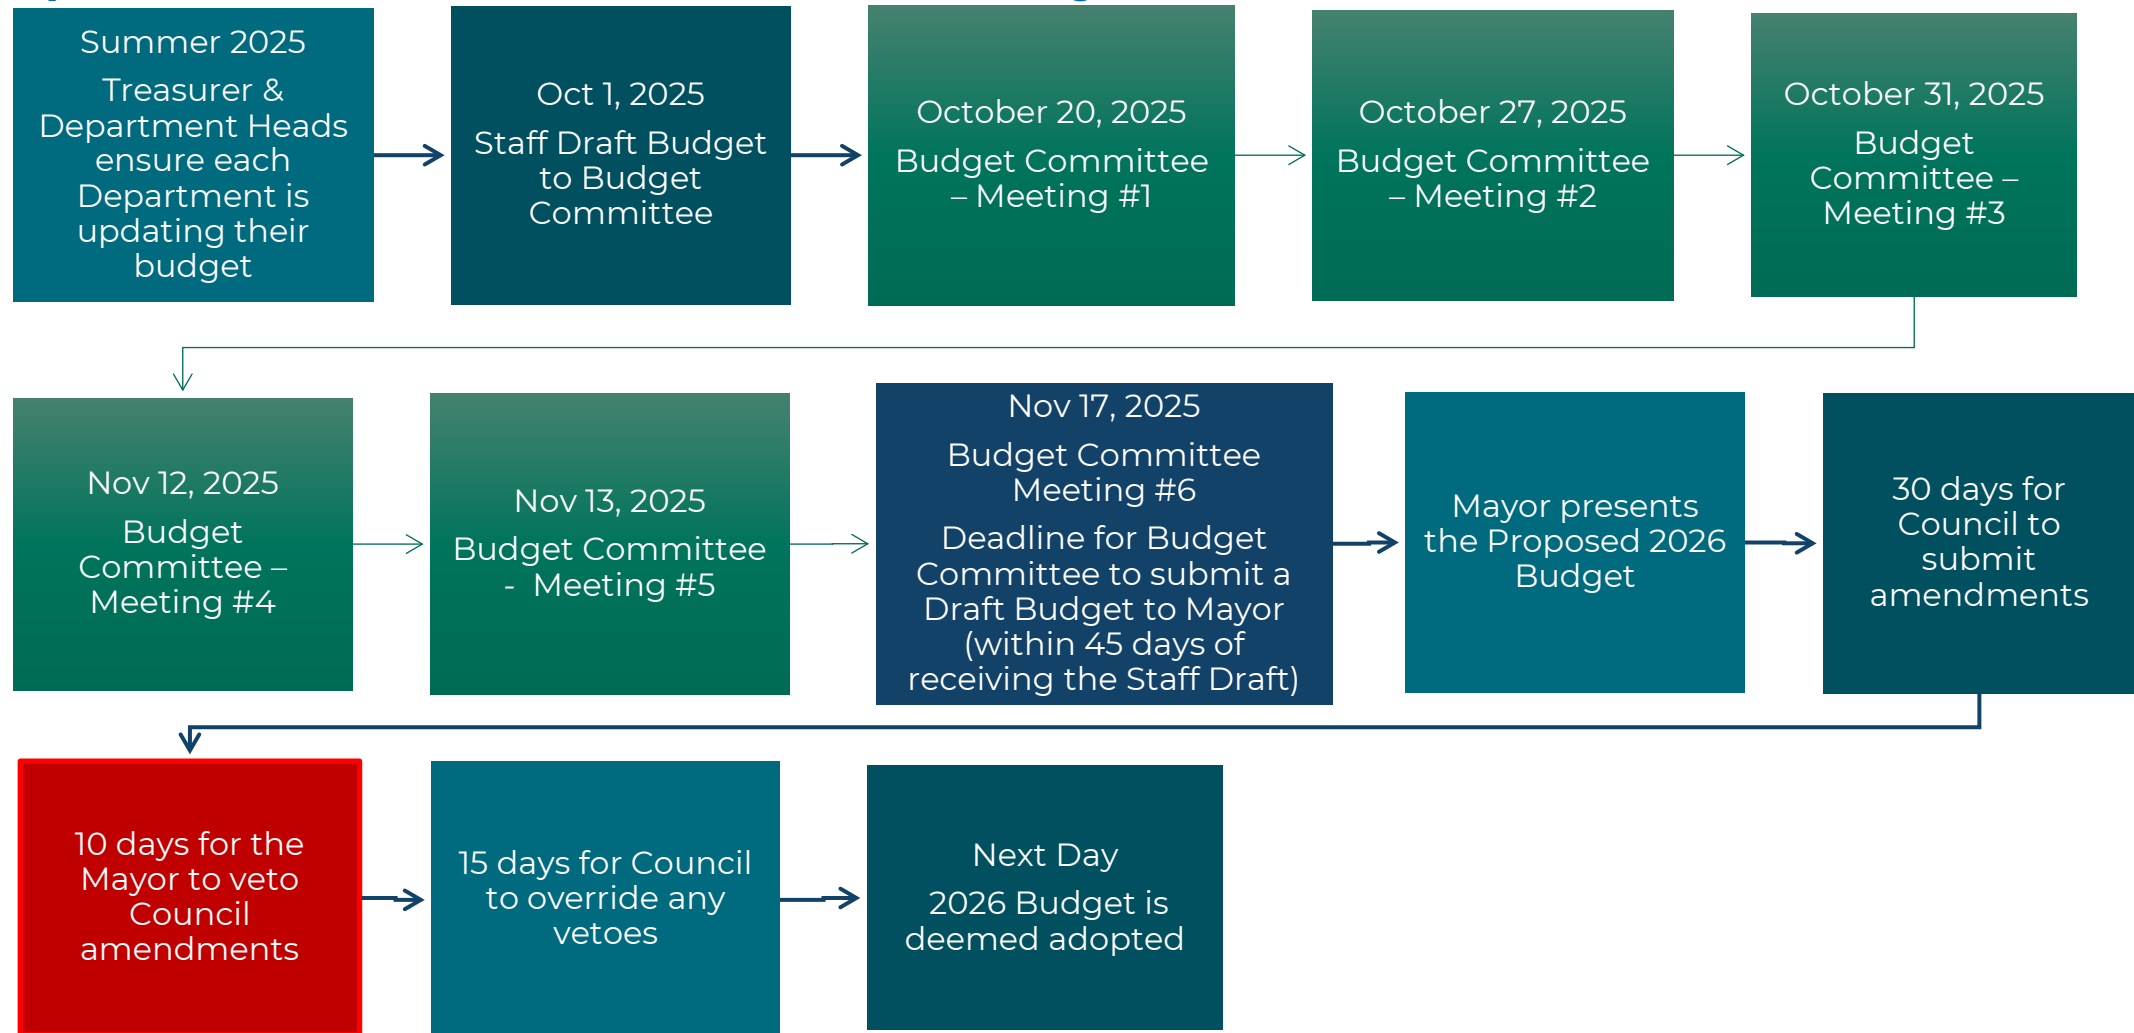 Summer 2025
Treasurer &
Department Heads
ensure each
Department is
updating their
budget
Oct 1, 2025
Staff Draft Budget
to Budget
Committee
October 20, 2025
Budget Committee
– Meeting #1
October 27, 2025
Budget Committee
– Meeting #2
October 31, 2025
Budget
Committee –
Meeting #3
Nov 12, 2025
Budget
Committee –
Meeting #4
Nov 13, 2025
Budget Committee
- Meeting #5
Nov 17, 2025
Budget Committee
Meeting #6
Deadline for Budget
Committee to submit a
Draft Budget to Mayor
(within 45 days of
receiving the Staff Draft)
Mayor presents
the Proposed 2026
Budget
30 days for
Council to
submit
amendments
10 days for the
Mayor to veto
Council
amendments
15 days for Council
to override any
vetoes
Next Day
2026 Budget is
deemed adopted